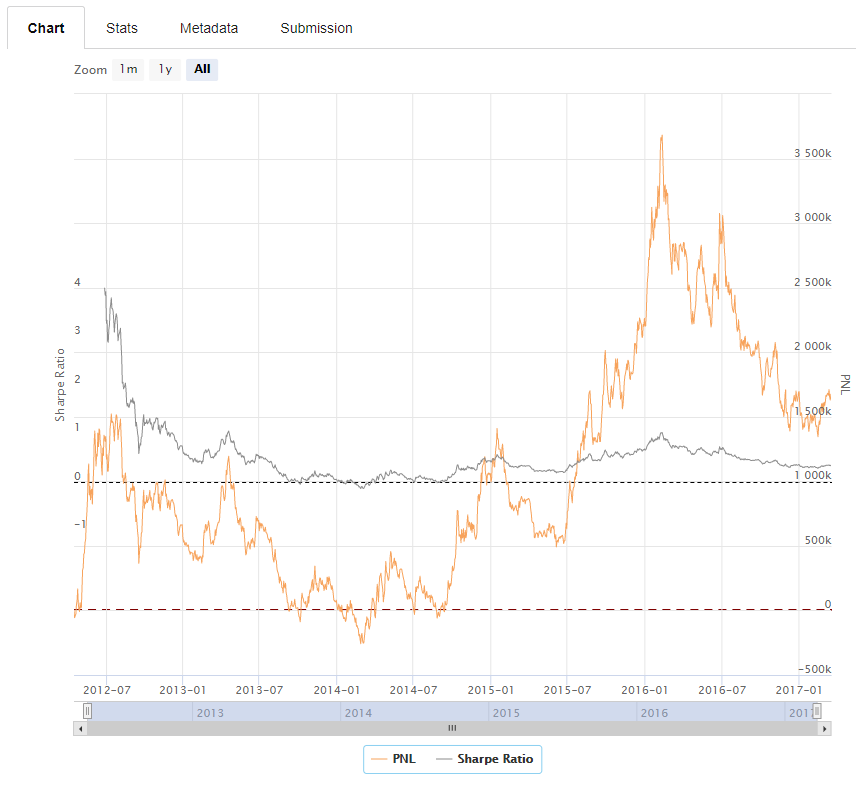 Chart Stats Metadata Submission
Zoom 1m 1y All
3 500k
3 000k
4 2 500k
3
2 2 000k
Sharpe Ratio
PNL
1 1 500k
0 1 000k
−1 500k
0
−500k
2012-07 2013-01 2013-07 2014-01 2014-07 2015-01 2015-07 2016-01 2016-07 2017-01
2013 2014 2015 2016 2017
PNL Sharpe Ratio